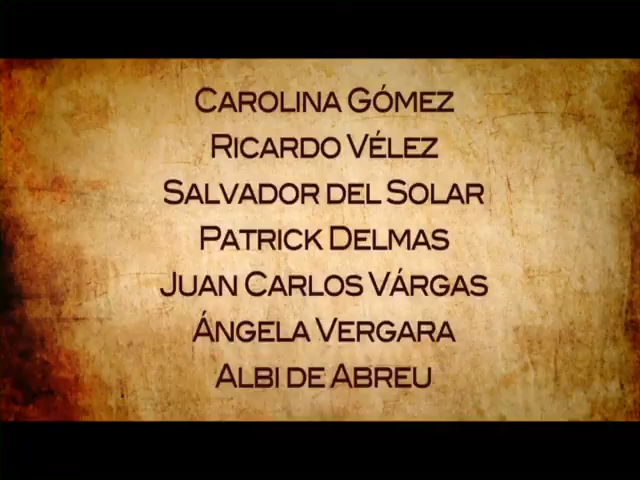 CAROLINA GÓMEZ
RICARDO VÉLEZ
SALVADOR DEL SOLAR
PATRICK DELMAS
JUAN CARLOS VÁRGAS
ÁNGELA VERGARA
ALBI DE ABREU